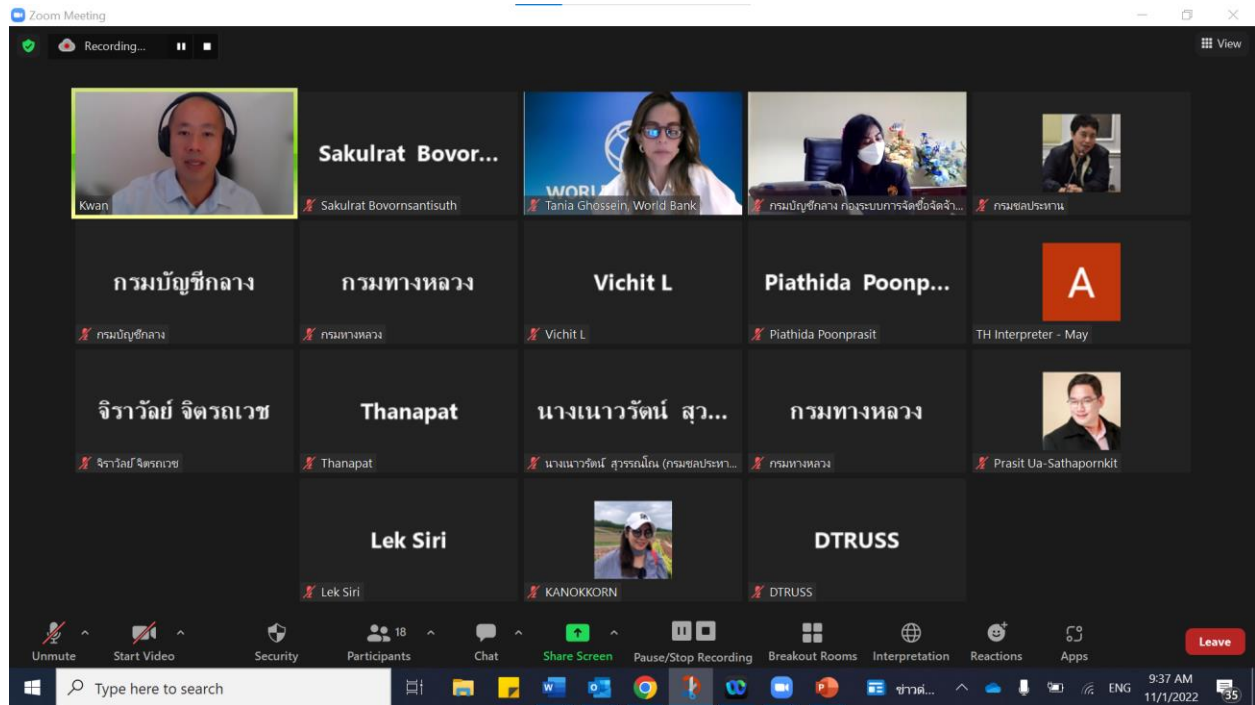 Zoom Meeting
Recording...
View
Kwan
Sakulrat Bovor...
Sakulrat Bovornsantisuth
WORL
Tania Ghossein, World Bank
กรมบัญชีกลาง กองระบบการจัดซื้อจัดจ้า...
กรมชลประทาน
กรมบัญชีกลาง
กรมบัญชีกลาง
กรมทางหลวง
กรมทางหลวง
Vichit L
Vichit L
Piathida Poonp...
Piathida Poonprasit
A
TH Interpreter - May
จิราวัลย์ จิตรถเวช
จิราวัลย์ จิตรถเวช
Thanapat
Thanapat
นางเนาวรัตน์ สุว...
นางเนาวรัตน์ สุวรรณโณ (กรมชลประทา...
กรมทางหลวง
กรมทางหลวง
Prasit Ua-Sathapornkit
Lek Siri
Lek Siri
KANOKKORN
DTRUSS
DTRUSS
Unmute
Start Video
Security
Participants
18
Chat
Share Screen
Pause/Stop Recording
Breakout Rooms
Interpretation
Reactions
Apps
Leave
Type here to search
ข่าวด่...
ENG
9:37 AM
11/1/2022
35